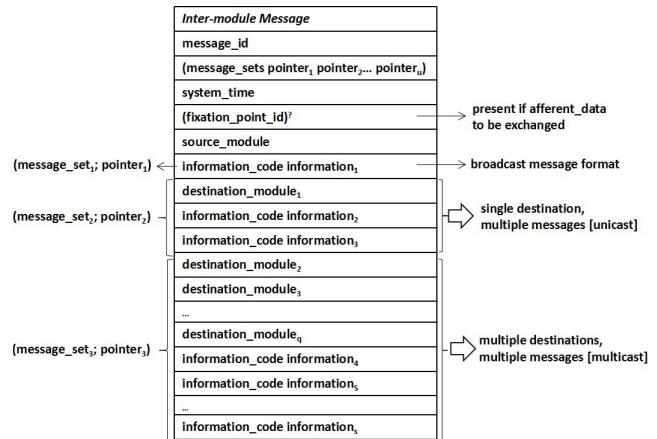 Inter-module Message
message_id
(message_sets pointer₁ pointer₂... pointerᵤ)
system_time
(fixation_point_id)?
present if afferent_data
to be exchanged
source_module
(message_set₁; pointer₁)
information_code information₁
broadcast message format
destination_module₁
(message_set₂; pointer₂)
information_code information₂
single destination,
multiple messages [unicast]
information_code information₃
destination_module₂
destination_module₃
...
destination_module_q
(message_set₃; pointer₃)
information_code information₄
multiple destinations,
multiple messages [multicast]
information_code information₅
...
information_code informationₛ